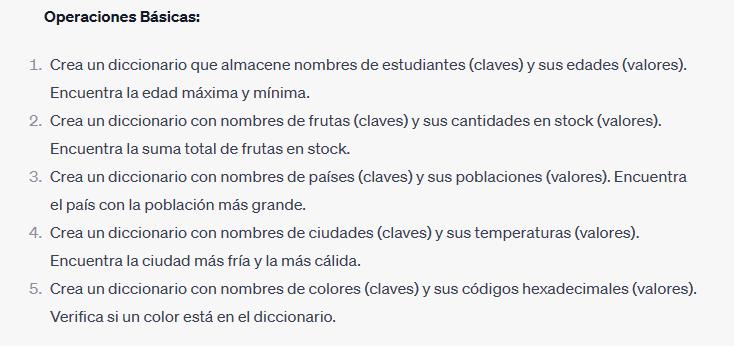 Operaciones Básicas:
1. Crea un diccionario que almacene nombres de estudiantes (claves) y sus edades (valores).
Encuentra la edad máxima y mínima.
2. Crea un diccionario con nombres de frutas (claves) y sus cantidades en stock (valores).
Encuentra la suma total de frutas en stock.
3. Crea un diccionario con nombres de países (claves) y sus poblaciones (valores). Encuentra
el país con la población más grande.
4. Crea un diccionario con nombres de ciudades (claves) y sus temperaturas (valores).
Encuentra la ciudad más fría y la más cálida.
5. Crea un diccionario con nombres de colores (claves) y sus códigos hexadecimales (valores).
Verifica si un color está en el diccionario.